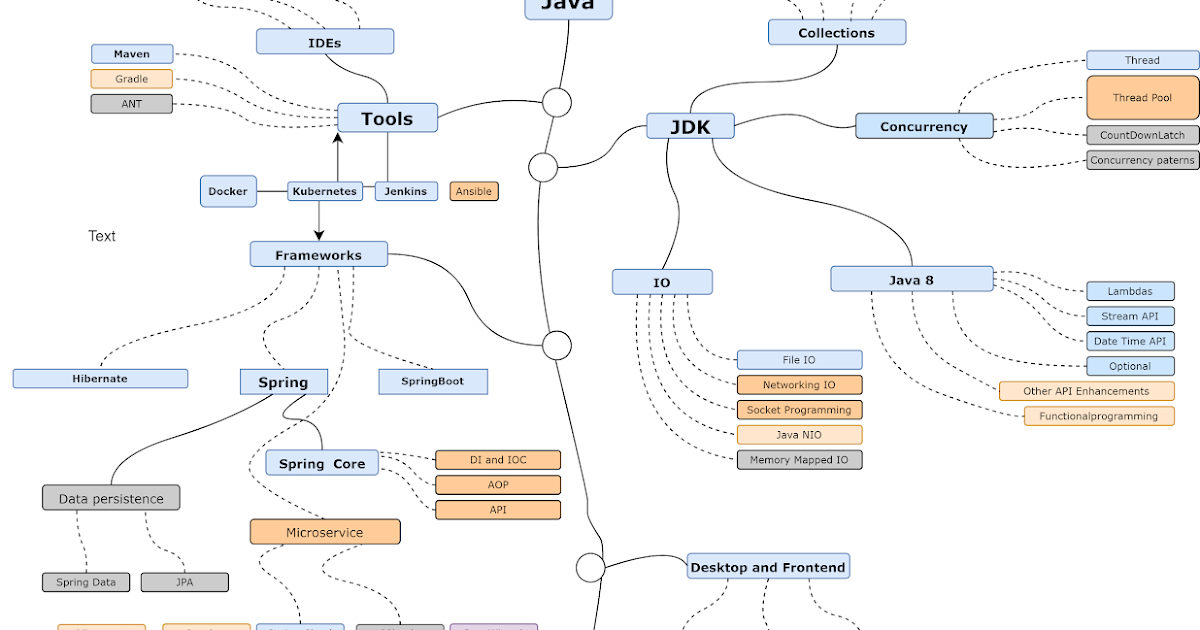 Java
IDEs
Collections
Maven
Gradle
ANT
Tools
JDK
Concurrency
Thread
Thread Pool
CountDownLatch
Concurrency paterns
Docker
Kubernetes
Jenkins
Ansible
Text
Frameworks
IO
Java 8
Lambdas
Stream API
Date Time API
Optional
Other API Enhancements
Functionalprogramming
File IO
Networking IO
Socket Programming
Java NIO
Memory Mapped IO
Hibernate
Spring
SpringBoot
Spring Core
DI and IOC
AOP
API
Data persistence
Microservice
Spring Data
JPA
Desktop and Frontend